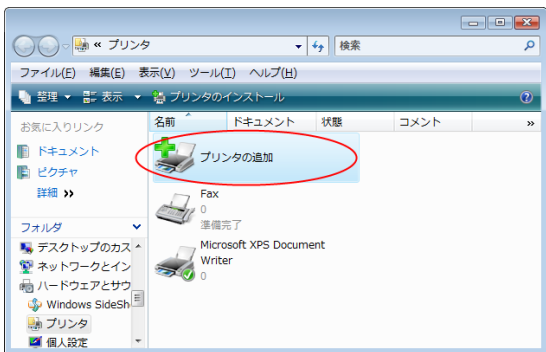 « プリンタ
検索
ファイル(F) 編集(E) 表示(V) ツール(T) ヘルプ(H)
整理 表示 プリンタのインストール
お気に入りリンク
ドキュメント
ピクチャ
詳細 »
フォルダ
デスクトップのカス
ネットワークとイン
ハードウェアとサウ
Windows SideSh
プリンタ
個人設定
名前 ドキュメント 状態 コメント »
プリンタの追加
Fax
0
準備完了
Microsoft XPS Document
Writer
0